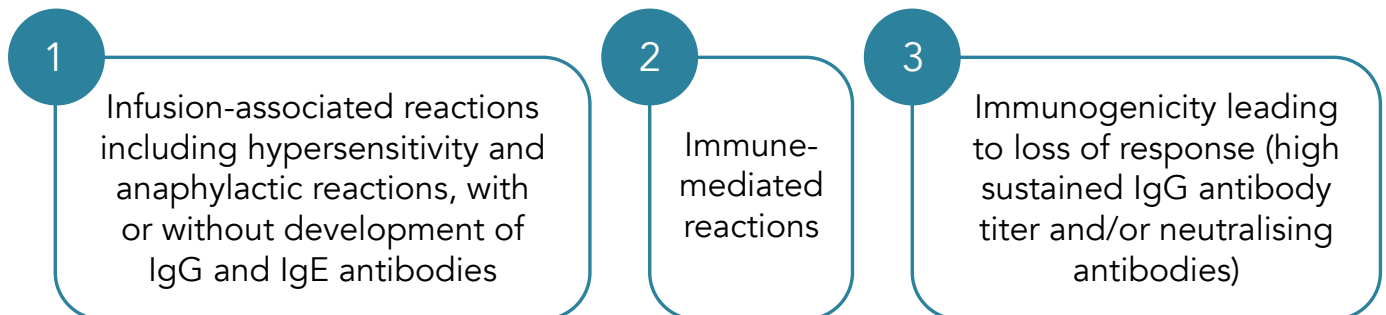 1
Infusion-associated reactions
including hypersensitivity and
anaphylactic reactions, with
or without development of
IgG and IgE antibodies
2
Immune-
mediated
reactions
3
Immunogenicity leading
to loss of response (high
sustained IgG antibody
titer and/or neutralising
antibodies)